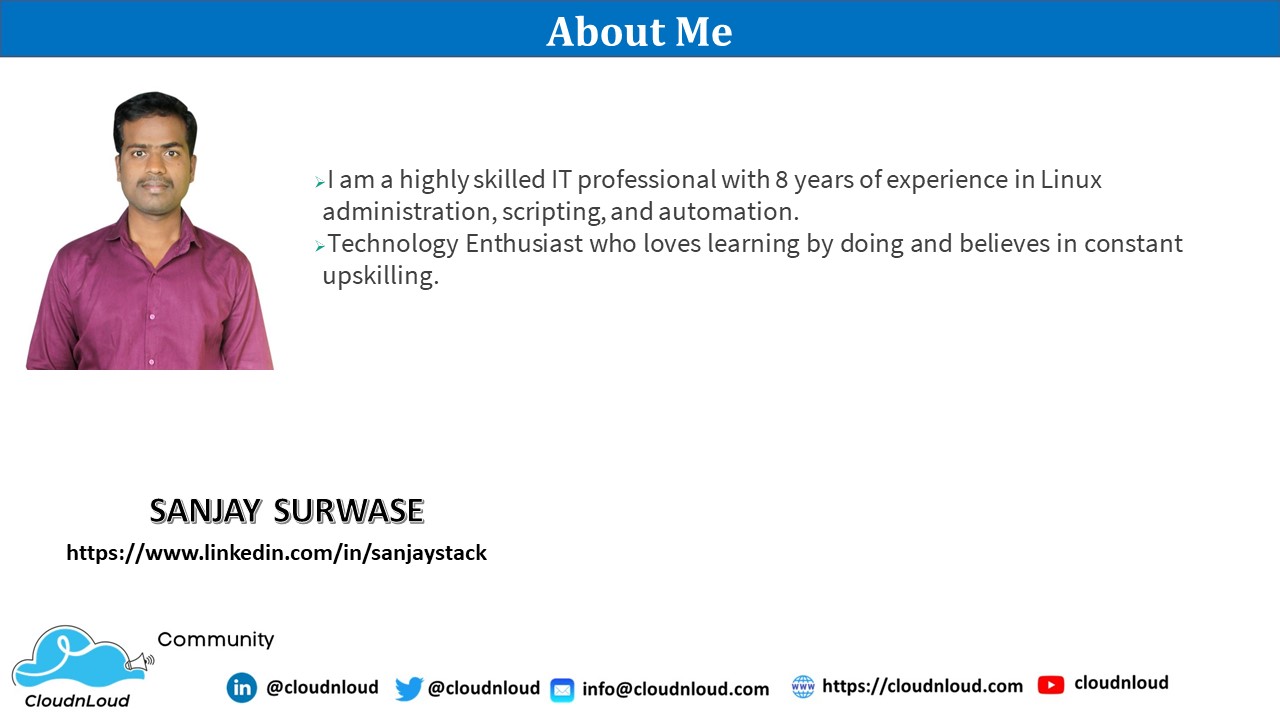 About Me
➢I am a highly skilled IT professional with 8 years of experience in Linux
administration, scripting, and automation.
➢Technology Enthusiast who loves learning by doing and believes in constant
upskilling.
SANJAY SURWASE
https://www.linkedin.com/in/sanjaystack
Community
CloudnLoud
in @cloudnloud @cloudnloud info@cloudnloud.com www https://cloudnloud.com cloudnloud